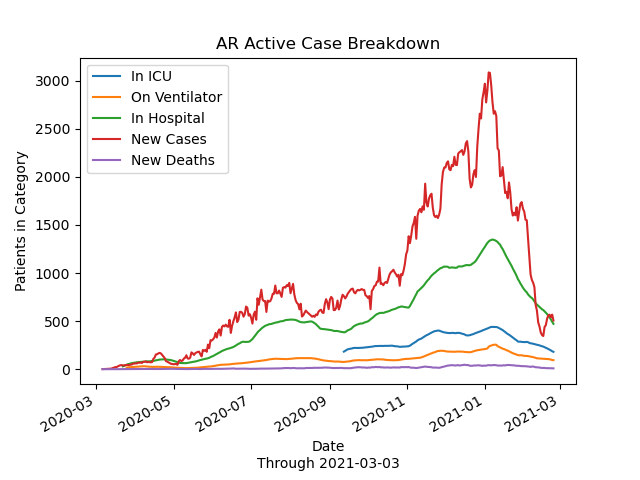 AR Active Case Breakdown
In ICU
On Ventilator
In Hospital
New Cases
New Deaths
Patients in Category
3000
2500
2000
1500
1000
500
0
2020-03
2020-05
2020-07
2020-09
2020-11
2021-01
2021-03
Date
Through 2021-03-03